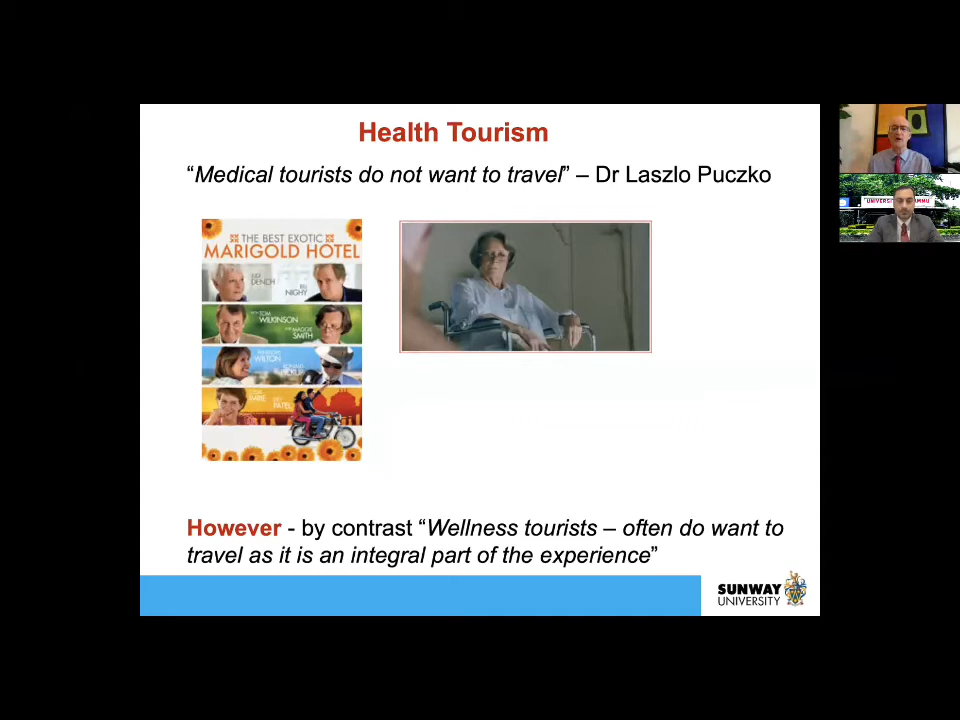 Health Tourism
“Medical tourists do not want to travel” – Dr Laszlo Puczko
THE BEST EXOTIC
MARIGOLD HOTEL
DENCH
BILL
NIGHY
TOM
WILKINSON
MAGGIE
SMITH
WILTON
PATEL
However - by contrast “Wellness tourists – often do want to
travel as it is an integral part of the experience”
SUNWAY
UNIVERSITY